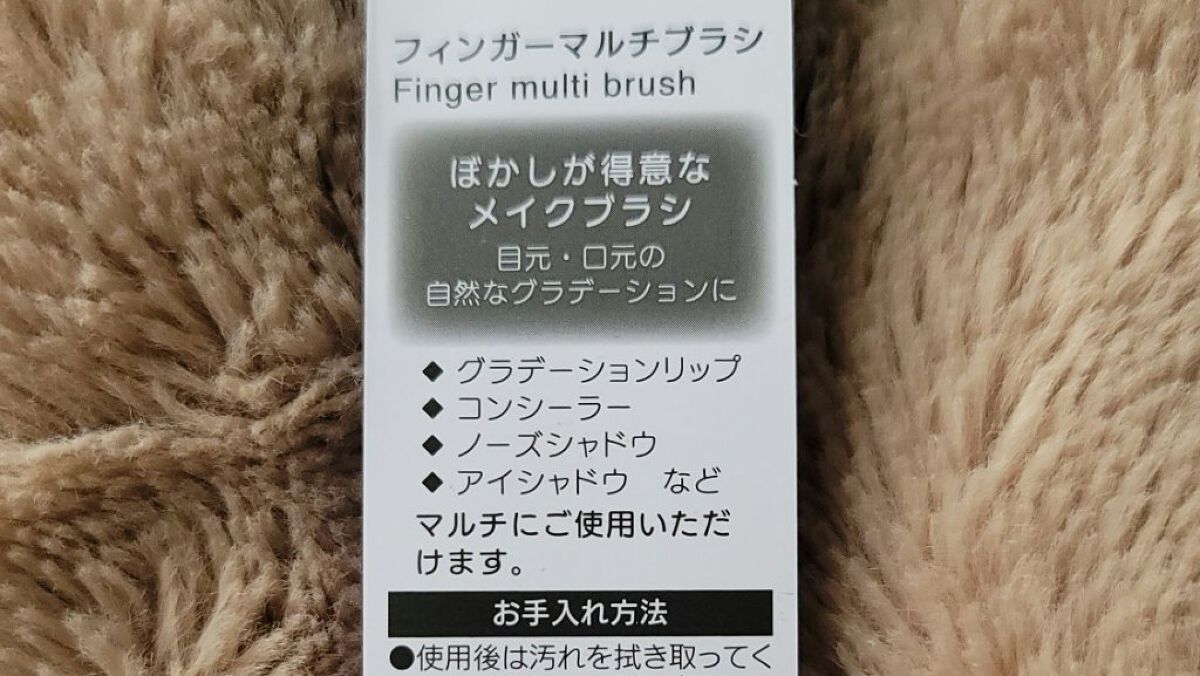 フィンガーマルチブラシ
Finger multi brush
ぼかしが得意な
メイクブラシ
目元・口元の
自然なグラデーションに
◆ グラデーションリップ
◆ コンシーラー
◆ ノーズシャドウ
◆ アイシャドウ　など
マルチにご使用いただ
けます。
お手入れ方法
●使用後は汚れを拭き取ってく